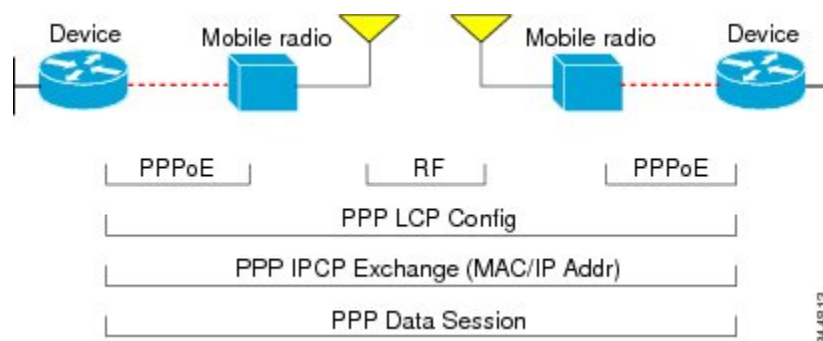 Device
Mobile radio
Mobile radio
Device
PPPoE
RF
PPPoE
PPP LCP Config
PPP IPCP Exchange (MAC/IP Addr)
PPP Data Session